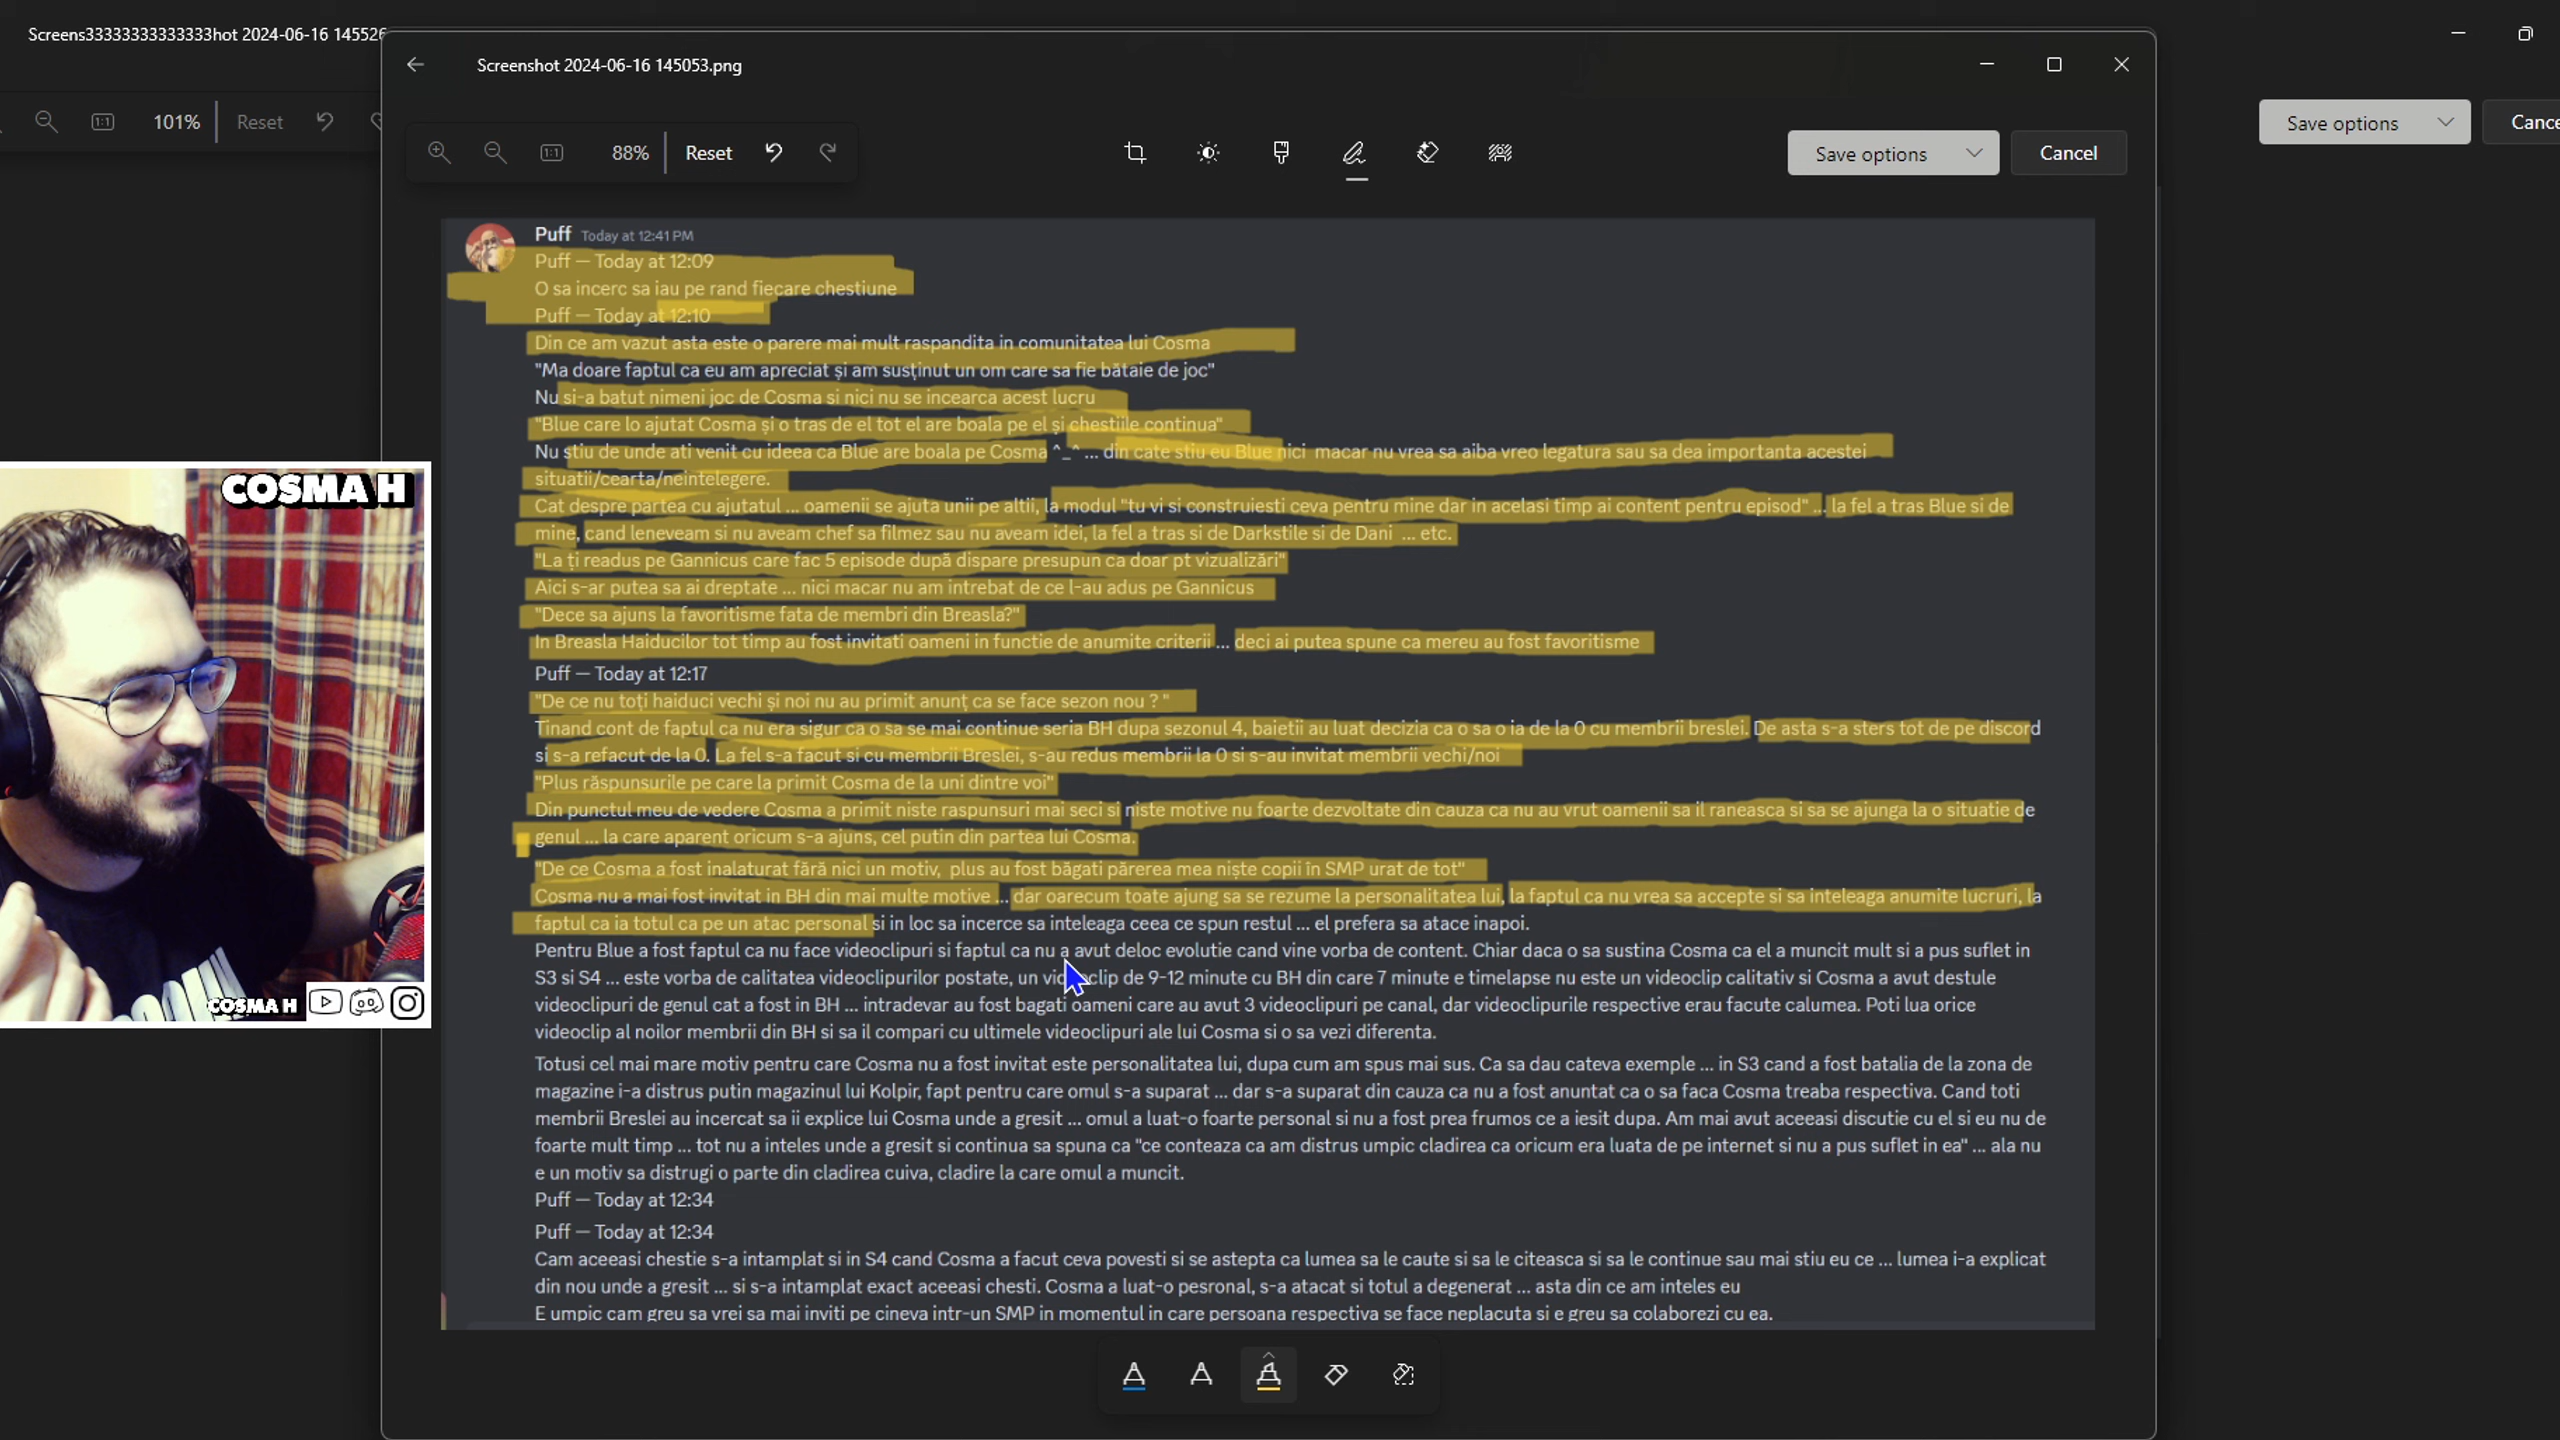 Screens33333333333333hot 2024-06-16 145526
Screenshot 2024-06-16 145053.png
101%
Reset
88%
Reset
Save options
Cancel
Save options
Cance
Puff Today at 12:41 PM
Puff — Today at 12:09
O sa incerc sa iau pe rand fiecare chestiune
Puff — Today at 12:10
Din ce am vazut asta este o parere mai mult raspandita in comunitatea lui Cosma
"Ma doare faptul ca eu am apreciat și am susținut un om care sa fie bătaie de joc"
Nu si-a batut nimeni joc de Cosma si nici nu se incearca acest lucru
"Blue care lo ajutat Cosma și o tras de el tot el are boala pe el și chestiile continua"
Nu stiu de unde ati venit cu ideea ca Blue are boala pe Cosma ^_^ ... din cate stiu eu Blue nici macar nu vrea sa aiba vreo legatura sau sa dea importanta acestei
situatii/cearta/neintelegere.
Cat despre partea cu ajutatul ... oamenii se ajuta unii pe altii, la modul "tu vi si construiesti ceva pentru mine dar in acelasi timp ai content pentru episod" ... la fel a tras Blue si de
mine, cand leneveam si nu aveam chef sa filmez sau nu aveam idei, la fel a tras si de Darkstile si de Dani ... etc.
"La ți readus pe Gannicus care fac 5 episode după dispare presupun ca doar pt vizualizări"
Aici s-ar putea sa ai dreptate ... nici macar nu am intrebat de ce l-au adus pe Gannicus
"Dece sa ajuns la favoritisme fata de membri din Breasla?"
In Breasla Haiducilor tot timp au fost invitati oameni in functie de anumite criterii ... deci ai putea spune ca mereu au fost favoritisme
Puff — Today at 12:17
"De ce nu toți haiduci vechi și noi nu au primit anunț ca se face sezon nou ? "
Tinand cont de faptul ca nu era sigur ca o sa se mai continue seria BH dupa sezonul 4, baietii au luat decizia ca o sa o ia de la 0 cu membrii breslei. De asta s-a sters tot de pe discord
si s-a refacut de la 0. La fel s-a facut si cu membrii Breslei, s-au redus membrii la 0 si s-au invitat membrii vechi/noi
"Plus răspunsurile pe care la primit Cosma de la uni dintre voi"
Din punctul meu de vedere Cosma a primit niste raspunsuri mai seci si niste motive nu foarte dezvoltate din cauza ca nu au vrut oamenii sa il raneasca si sa se ajunga la o situatie de
genul ... la care aparent oricum s-a ajuns, cel putin din partea lui Cosma.
"De ce Cosma a fost inalaturat fără nici un motiv, plus au fost băgati părerea mea niște copii în SMP urat de tot"
Cosma nu a mai fost invitat in BH din mai multe motive ... dar oarecum toate ajung sa se rezume la personalitatea lui, la faptul ca nu vrea sa accepte si sa inteleaga anumite lucruri, la
faptul ca ia totul ca pe un atac personal si in loc sa incerce sa inteleaga ceea ce spun restul ... el prefera sa atace inapoi.
Pentru Blue a fost faptul ca nu face videoclipuri si faptul ca nu a avut deloc evolutie cand vine vorba de content. Chiar daca o sa sustina Cosma ca el a muncit mult si a pus suflet in
S3 si S4 ... este vorba de calitatea videoclipurilor postate, un videoclip de 9-12 minute cu BH din care 7 minute e timelapse nu este un videoclip calitativ si Cosma a avut destule
videoclipuri de genul cat a fost in BH ... intradevar au fost bagati oameni care au avut 3 videoclipuri pe canal, dar videoclipurile respective erau facute calumea. Poti lua orice
videoclip al noilor membrii din BH si sa il compari cu ultimele videoclipuri ale lui Cosma si o sa vezi diferenta.
Totusi cel mai mare motiv pentru care Cosma nu a fost invitat este personalitatea lui, dupa cum am spus mai sus. Ca sa dau cateva exemple ... in S3 cand a fost batalia de la zona de
magazine i-a distrus putin magazinul lui Kolpir, fapt pentru care omul s-a suparat ... dar s-a suparat din cauza ca nu a fost anuntat ca o sa faca Cosma treaba respectiva. Cand toti
membrii Breslei au incercat sa ii explice lui Cosma unde a gresit ... omul a luat-o foarte personal si nu a fost prea frumos ce a iesit dupa. Am mai avut aceeasi discutie cu el si eu nu de
foarte mult timp ... tot nu a inteles unde a gresit si continua sa spuna ca "ce conteaza ca am distrus umpic cladirea ca oricum era luata de pe internet si nu a pus suflet in ea" ... ala nu
e un motiv sa distrugi o parte din cladirea cuiva, cladire la care omul a muncit.
Puff — Today at 12:34
Puff — Today at 12:34
Cam aceeasi chestie s-a intamplat si in S4 cand Cosma a facut ceva povesti si se astepta ca lumea sa le caute si sa le citeasca si sa le continue sau mai stiu eu ce ... lumea i-a explicat
din nou unde a gresit ... si s-a intamplat exact aceeasi chesti. Cosma a luat-o pesronal, s-a atacat si totul a degenerat ... asta din ce am inteles eu
E umpic cam greu sa vrei sa mai inviti pe cineva intr-un SMP in momentul in care persoana respectiva se face neplacuta si e greu sa colaborezi cu ea.
COSMA H
COSMA H